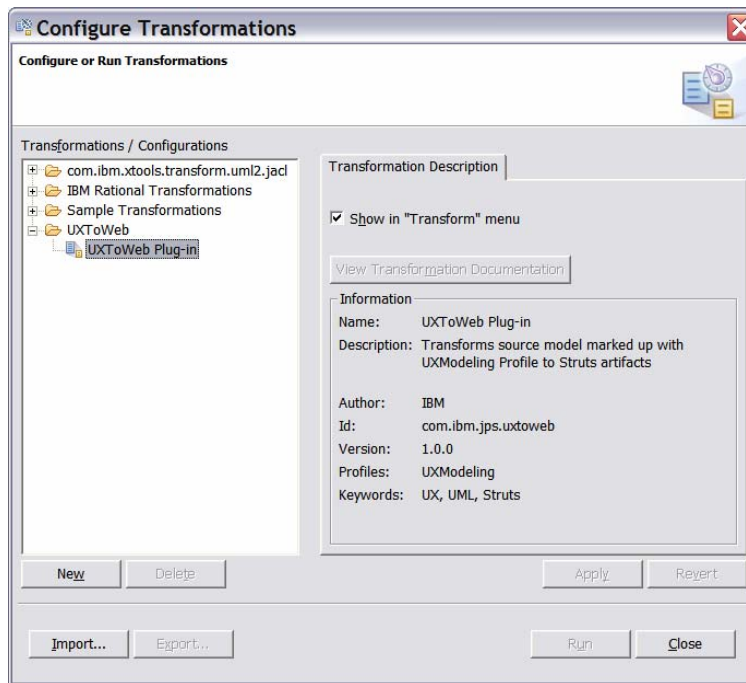 Configure Transformations
Configure or Run Transformations
Transformations / Configurations
com.ibm.xtools.transform.uml2.jacl
IBM Rational Transformations
Sample Transformations
UXToWeb
UXToWeb Plug-in
Transformation Description
Show in "Transform" menu
View Transformation Documentation
Information
Name: UXToWeb Plug-in
Description: Transforms source model marked up with
UXModeling Profile to Struts artifacts
Author: IBM
Id: com.ibm.jps.uxtoweb
Version: 1.0.0
Profiles: UXModeling
Keywords: UX, UML, Struts
New Delete Apply Revert
Import... Export... Run Close